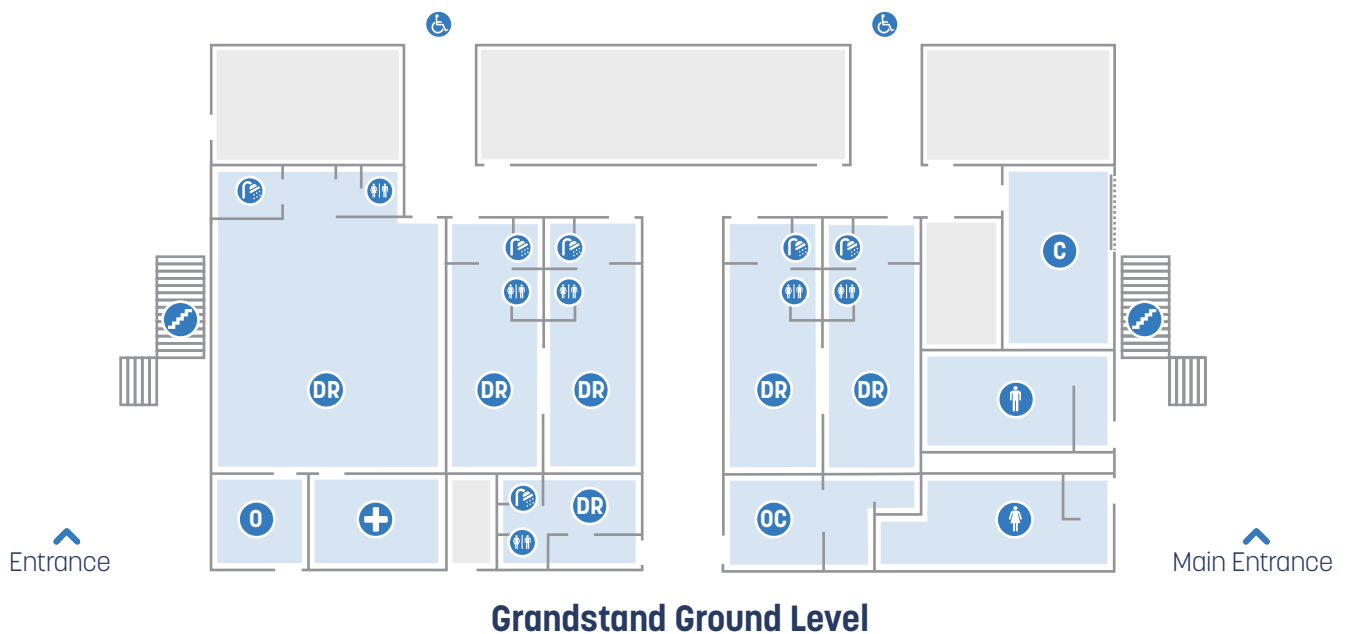 C
DR
DR
DR
DR
DR
DR
O
OC
Entrance
Main Entrance
Grandstand Ground Level